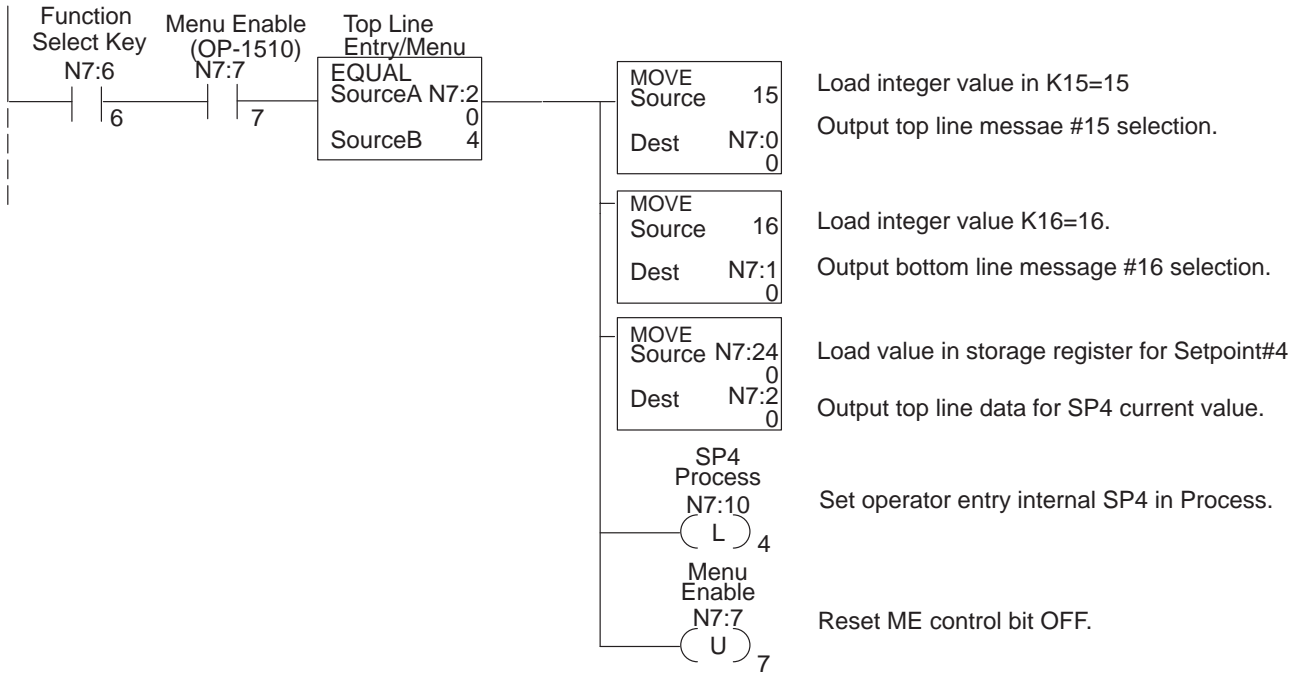 Function
Select Key
N7:6
6
Menu Enable
(OP-1510)
N7:7
7
Top Line
Entry/Menu
EQUAL
SourceA N7:2
0
SourceB 4
MOVE
Source 15
Dest N7:0
0
Load integer value in K15=15
Output top line messae #15 selection.
MOVE
Source 16
Dest N7:1
0
Load integer value K16=16.
Output bottom line message #16 selection.
MOVE
Source N7:24
0
Dest N7:2
0
Load value in storage register for Setpoint#4
Output top line data for SP4 current value.
SP4
Process
N7:10
L
4
Set operator entry internal SP4 in Process.
Menu
Enable
N7:7
U
7
Reset ME control bit OFF.